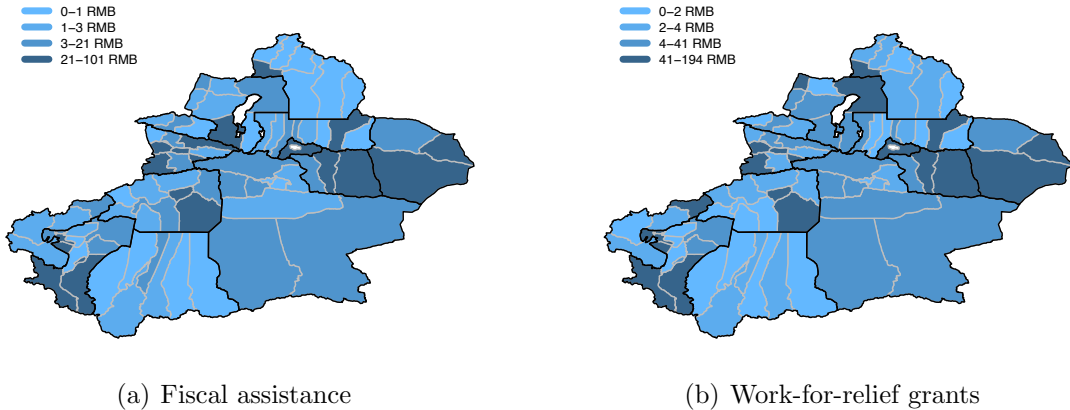 0−1 RMB
1−3 RMB
3−21 RMB
21−101 RMB
0−2 RMB
2−4 RMB
4−41 RMB
41−194 RMB
(a) Fiscal assistance
(b) Work-for-relief grants